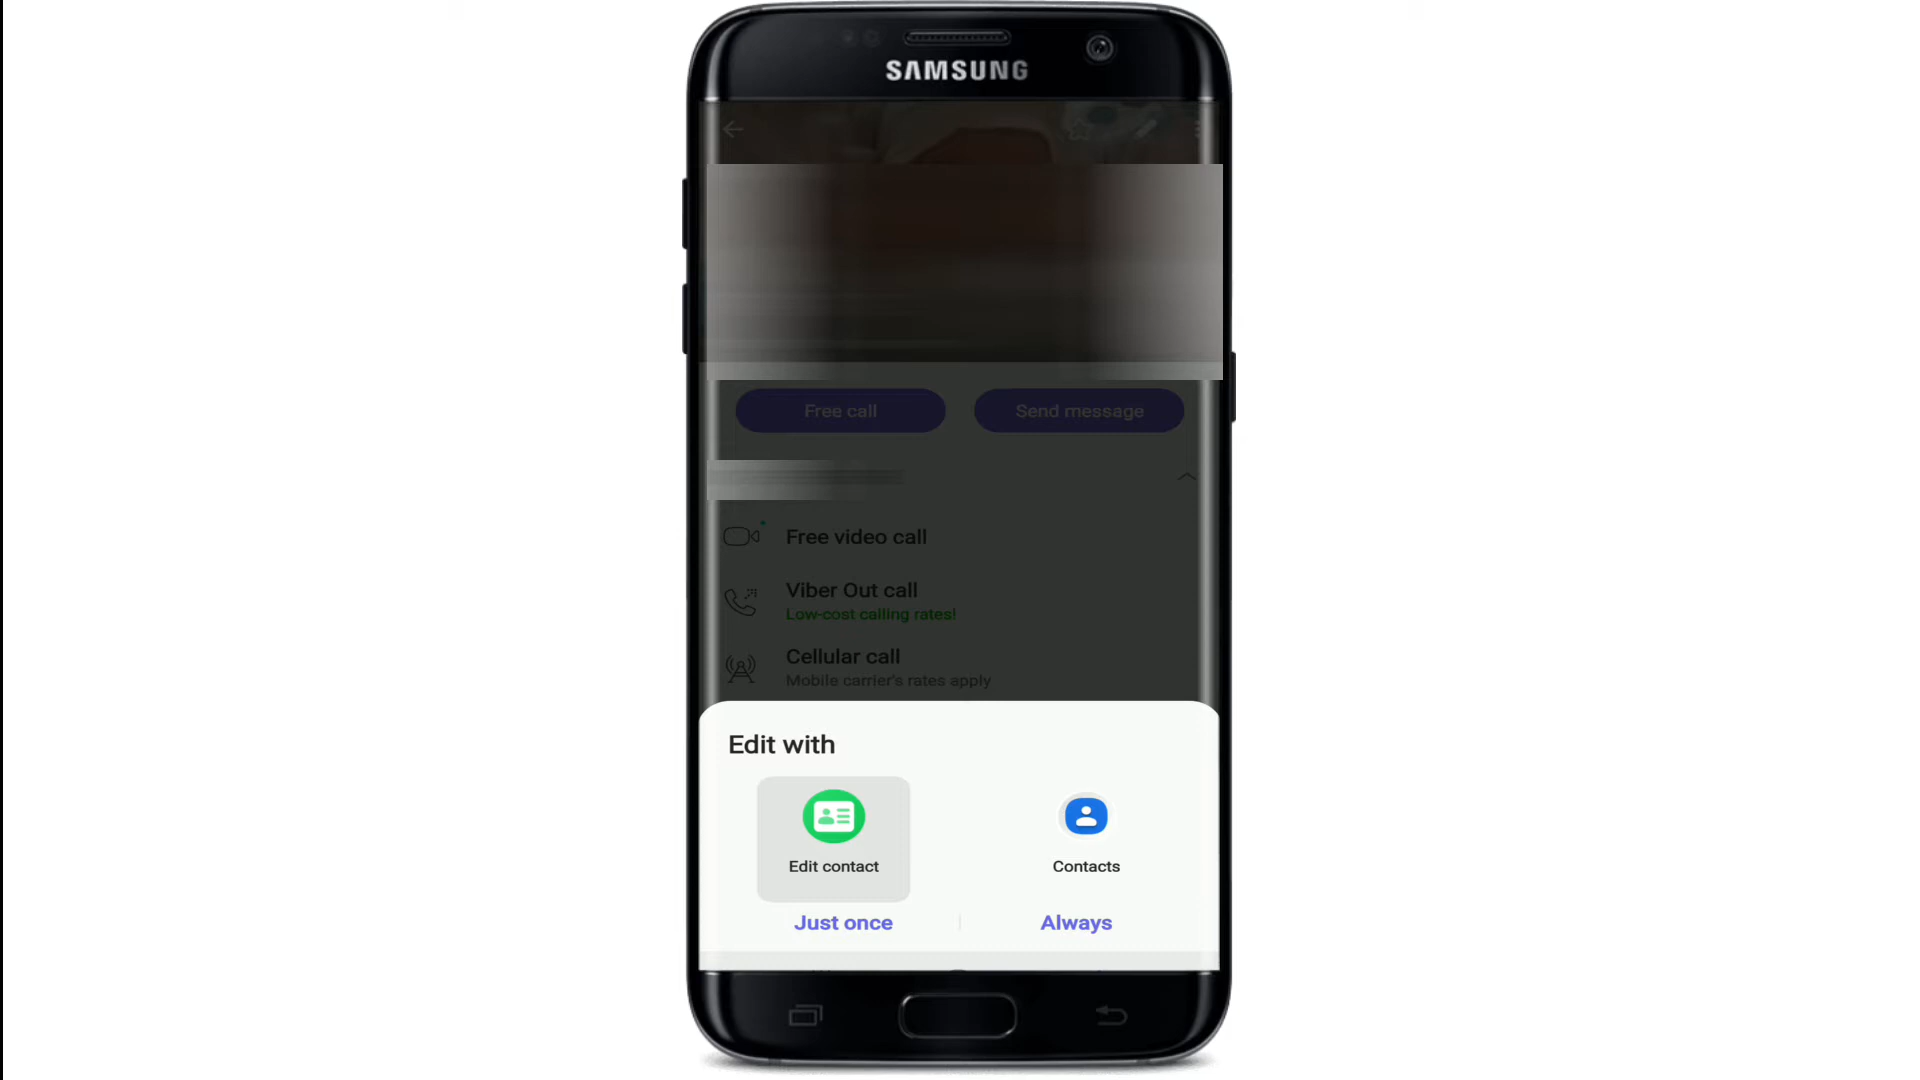 SAMSUNG
Free call
Send message
Free video call
Viber Out call
Low-cost calling rates!
Cellular call
Mobile carrier's rates apply
Edit with
Edit contact
Contacts
Just once
Always